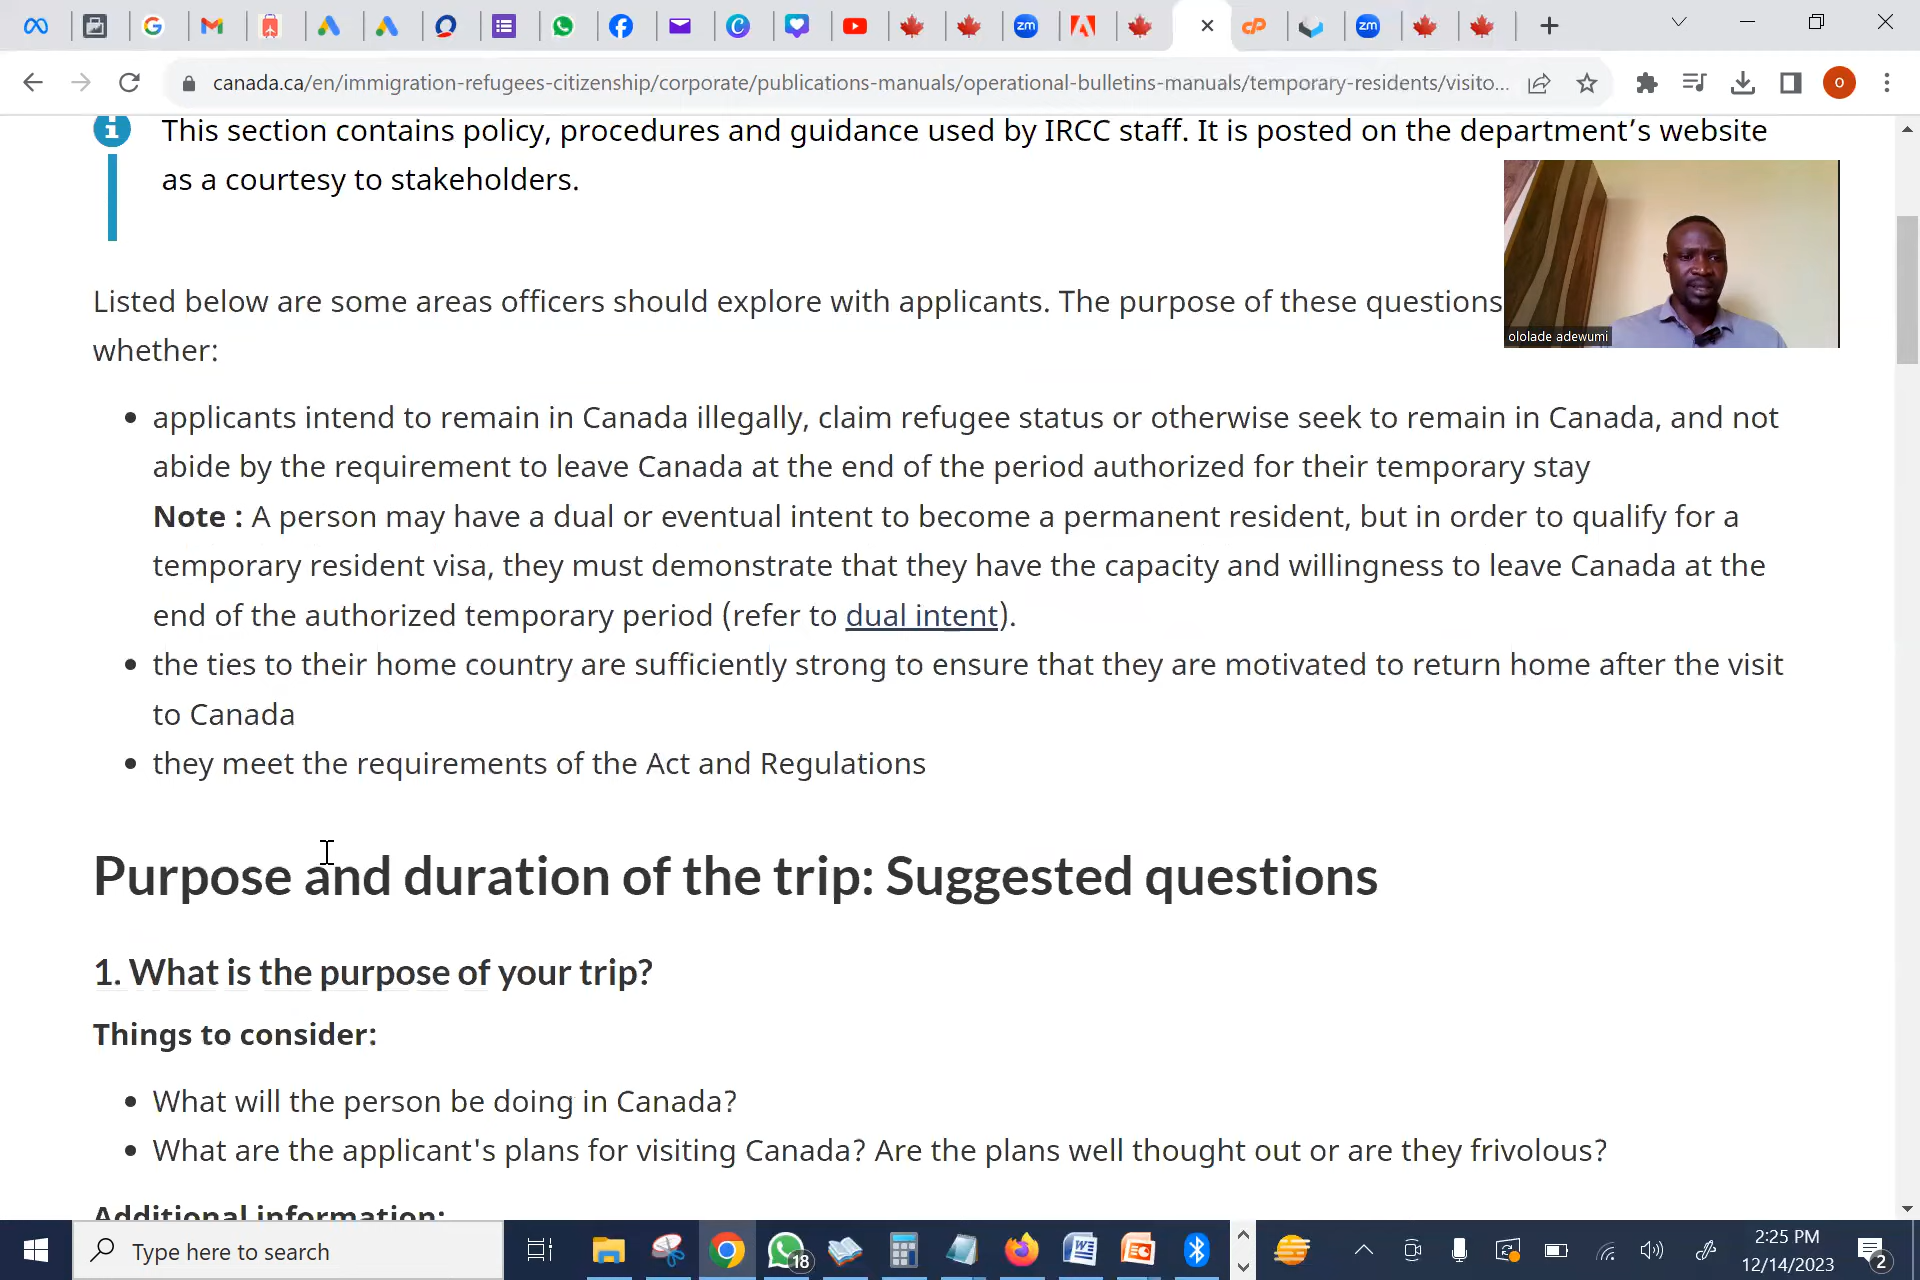 canada.ca/en/immigration-refugees-citizenship/corporate/publications-manuals/operational-bulletins-manuals/temporary-residents/visito...
This section contains policy, procedures and guidance used by IRCC staff. It is posted on the department's website
as a courtesy to stakeholders.
Listed below are some areas officers should explore with applicants. The purpose of these questions
whether:
ololade adewumi
applicants intend to remain in Canada illegally, claim refugee status or otherwise seek to remain in Canada, and not
abide by the requirement to leave Canada at the end of the period authorized for their temporary stay
Note : A person may have a dual or eventual intent to become a permanent resident, but in order to qualify for a
temporary resident visa, they must demonstrate that they have the capacity and willingness to leave Canada at the
end of the authorized temporary period (refer to dual intent).
the ties to their home country are sufficiently strong to ensure that they are motivated to return home after the visit
to Canada
they meet the requirements of the Act and Regulations
Purpose and duration of the trip: Suggested questions
1. What is the purpose of your trip?
Things to consider:
What will the person be doing in Canada?
What are the applicant's plans for visiting Canada? Are the plans well thought out or are they frivolous?
Additional information:
Type here to search
18
2:25 PM
12/14/2023
2